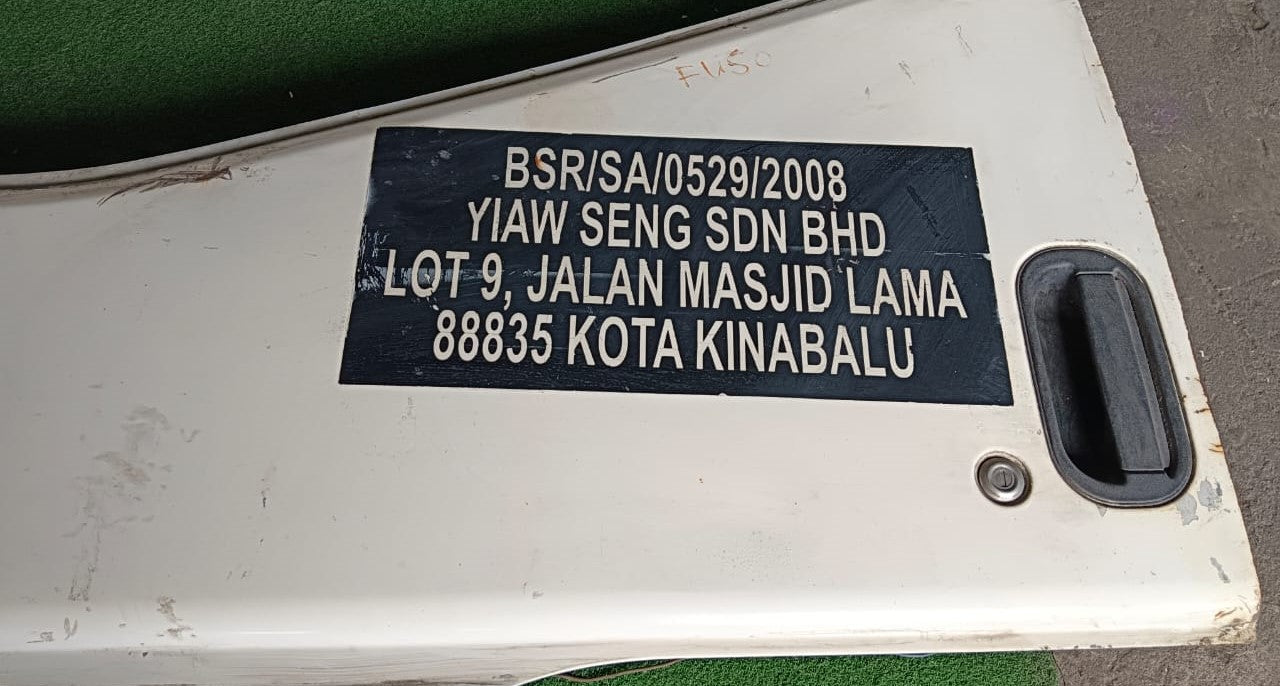 FUSO
BSR/SA/0529/2008
YIAW SENG SDN BHD
LOT 9, JALAN MASJID LAMA
88835 KOTA KINABALU